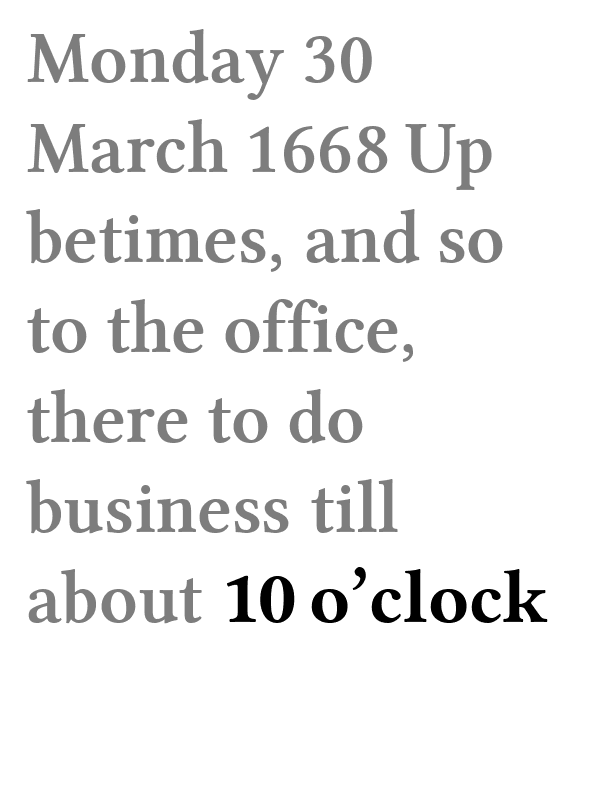 Monday 30
March 1668 Up
betimes, and so
to the office,
there to do
business till
about 10 o’clock